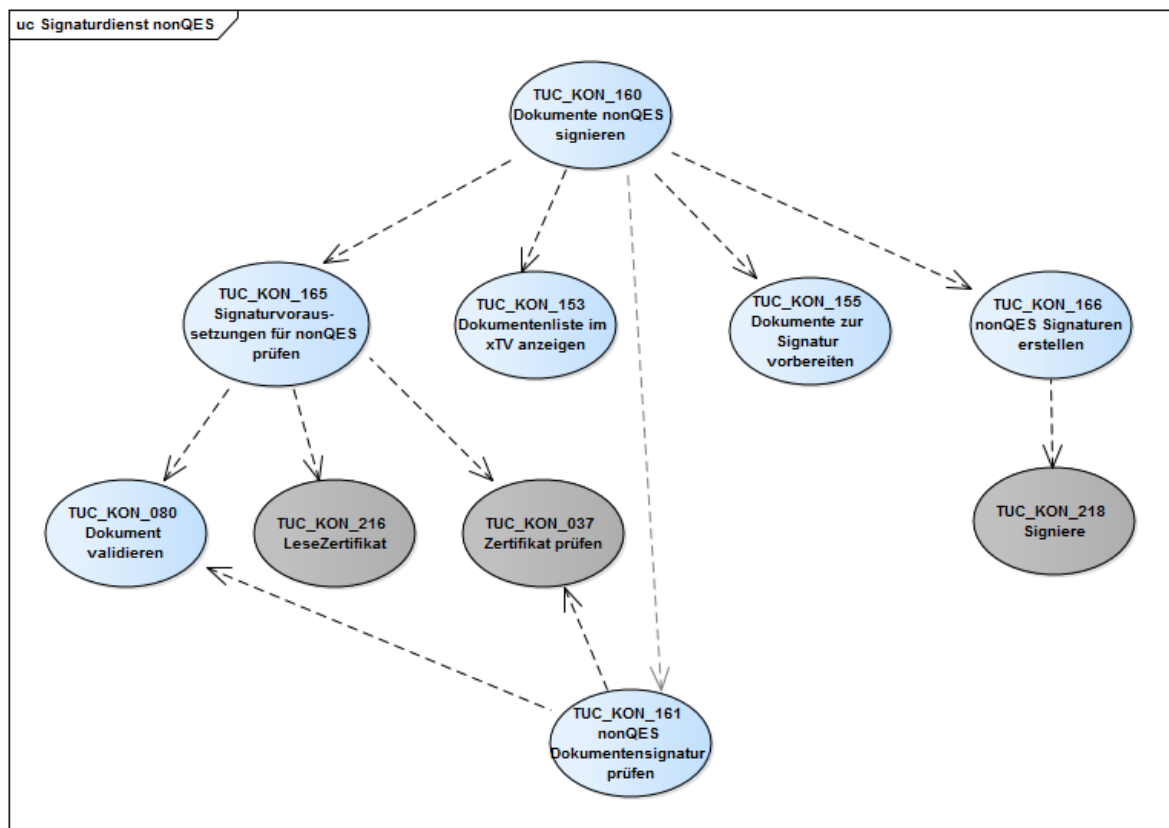 uc Signaturdienst nonQES
TUC_KON_160
Dokumente nonQES
signieren
TUC_KON_165
Signaturvoraus-
setzungen für nonQES
prüfen
TUC_KON_153
Dokumentenliste im
xTV anzeigen
TUC_KON_155
Dokumente zur
Signatur
vorbereiten
TUC_KON_166
nonQES Signaturen
erstellen
TUC_KON_080
Dokument
validieren
TUC_KON_216
LeseZertifikat
TUC_KON_037
Zertifikat prüfen
TUC_KON_218
Signiere
TUC_KON_161
nonQES
Dokumentensignatur
prüfen